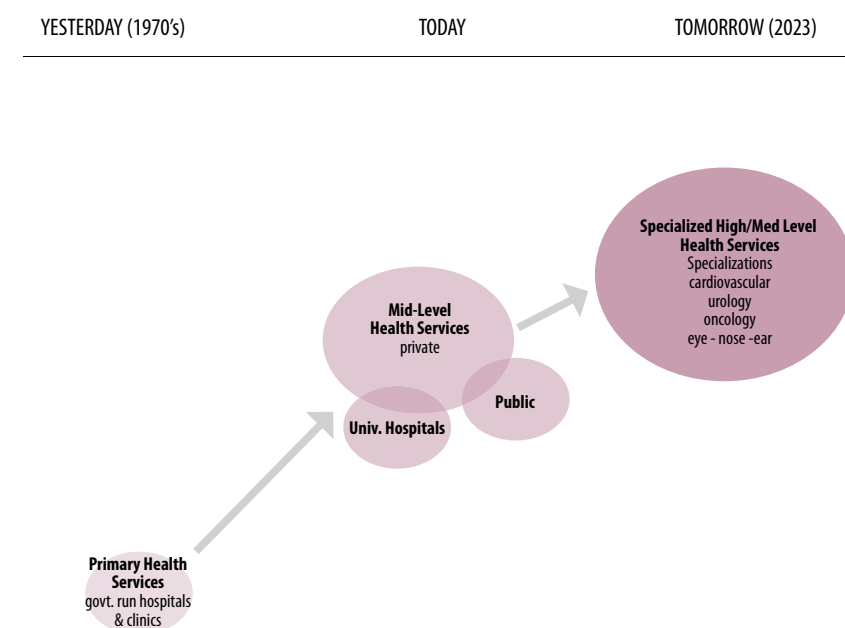 YESTERDAY (1970's)
TODAY
TOMORROW (2023)
Specialized High/Med Level
Health Services
Specializations
cardiovascular
urology
oncology
eye - nose -ear
Mid-Level
Health Services
private
Public
Univ. Hospitals
Primary Health
Services
govt. run hospitals
& clinics